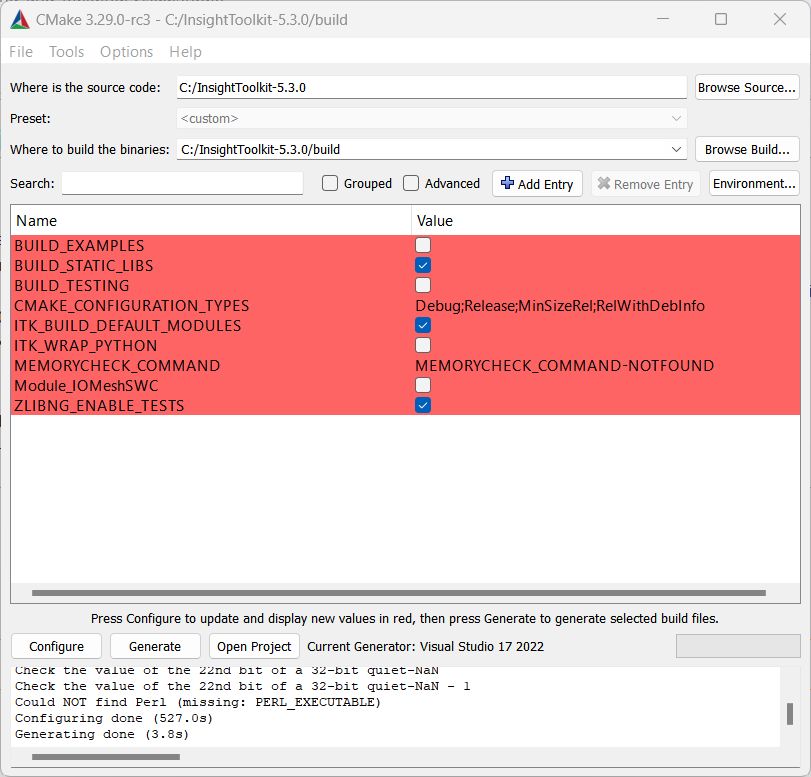 CMake 3.29.0-rc3 - C:/InsightToolkit-5.3.0/build
File Tools Options Help
Where is the source code: C:/InsightToolkit-5.3.0 Browse Source...
Preset: <custom>
Where to build the binaries: C:/InsightToolkit-5.3.0/build Browse Build...
Search: Grouped Advanced Add Entry Remove Entry Environment...
Name Value
BUILD_EXAMPLES
BUILD_STATIC_LIBS
BUILD_TESTING
CMAKE_CONFIGURATION_TYPES Debug;Release;MinSizeRel;RelWithDebInfo
ITK_BUILD_DEFAULT_MODULES
ITK_WRAP_PYTHON
MEMORYCHECK_COMMAND MEMORYCHECK_COMMAND-NOTFOUND
Module_IOMeshSWC
ZLIBNG_ENABLE_TESTS
Press Configure to update and display new values in red, then press Generate to generate selected build files.
Configure Generate Open Project Current Generator: Visual Studio 17 2022
Check the value of the 22nd bit of a 32-bit quiet-NaN
Check the value of the 22nd bit of a 32-bit quiet-NaN - 1
Could NOT find Perl (missing: PERL_EXECUTABLE)
Configuring done (527.0s)
Generating done (3.8s)